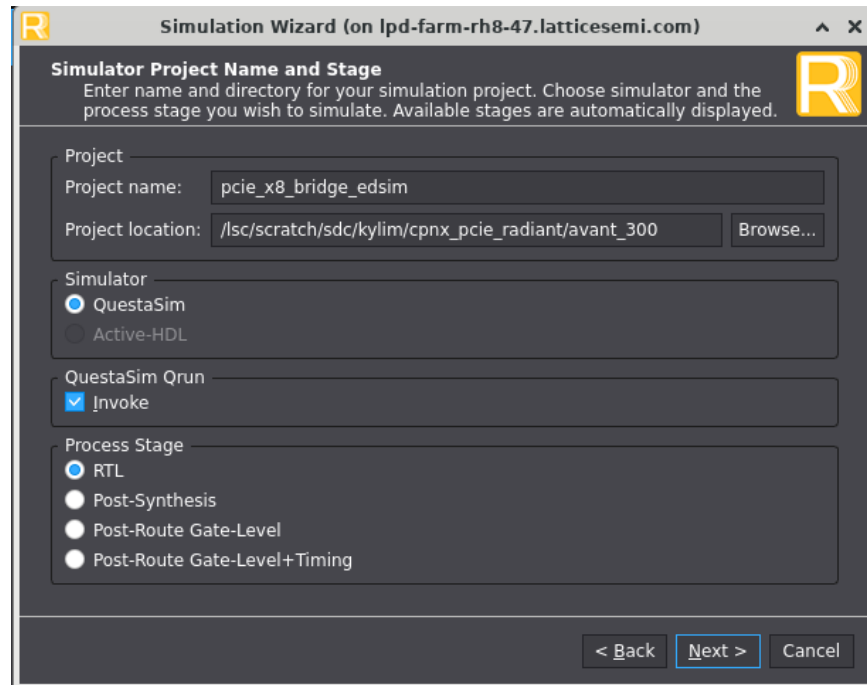 Simulation Wizard (on lpd-farm-rh8-47.latticesemi.com)
Simulator Project Name and Stage
Enter name and directory for your simulation project. Choose simulator and the
process stage you wish to simulate. Available stages are automatically displayed.
Project
Project name: pcie_x8_bridge_edsim
Project location: /lsc/scratch/sdc/kylim/cpnx_pcie_radiant/avant_300 Browse...
Simulator
QuestaSim
Active-HDL
QuestaSim Qrun
Invoke
Process Stage
RTL
Post-Synthesis
Post-Route Gate-Level
Post-Route Gate-Level+Timing
< Back Next > Cancel